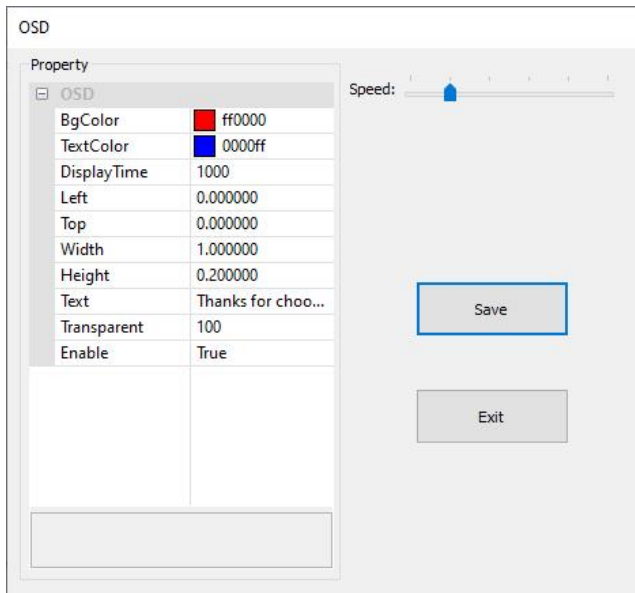 OSD
Property
OSD
BgColor ff0000
TextColor 0000ff
DisplayTime 1000
Left 0.000000
Top 0.000000
Width 1.000000
Height 0.200000
Text Thanks for choo...
Transparent 100
Enable True
Speed:
Save
Exit